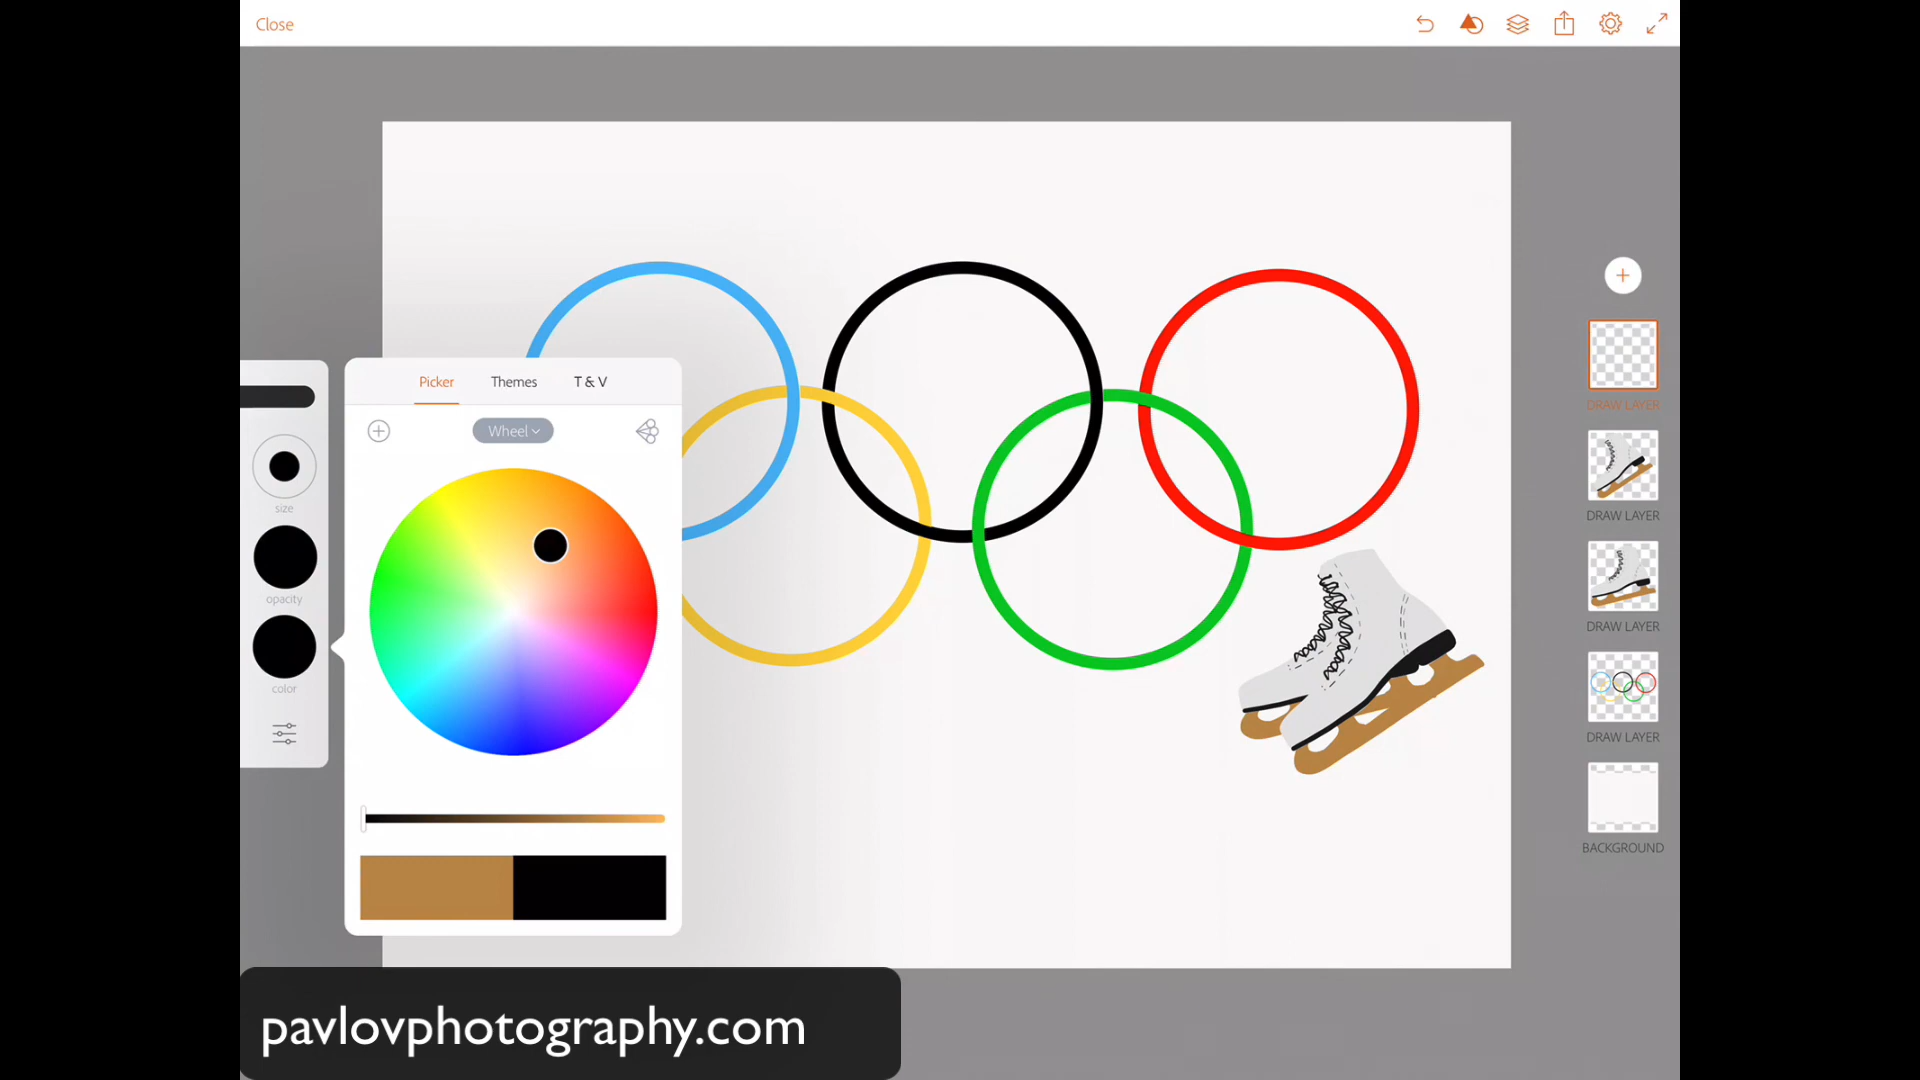 Close
Picker
Themes
T & V
Wheel
size
opacity
color
DRAW LAYER
DRAW LAYER
DRAW LAYER
DRAW LAYER
BACKGROUND
pavlovphotography.com